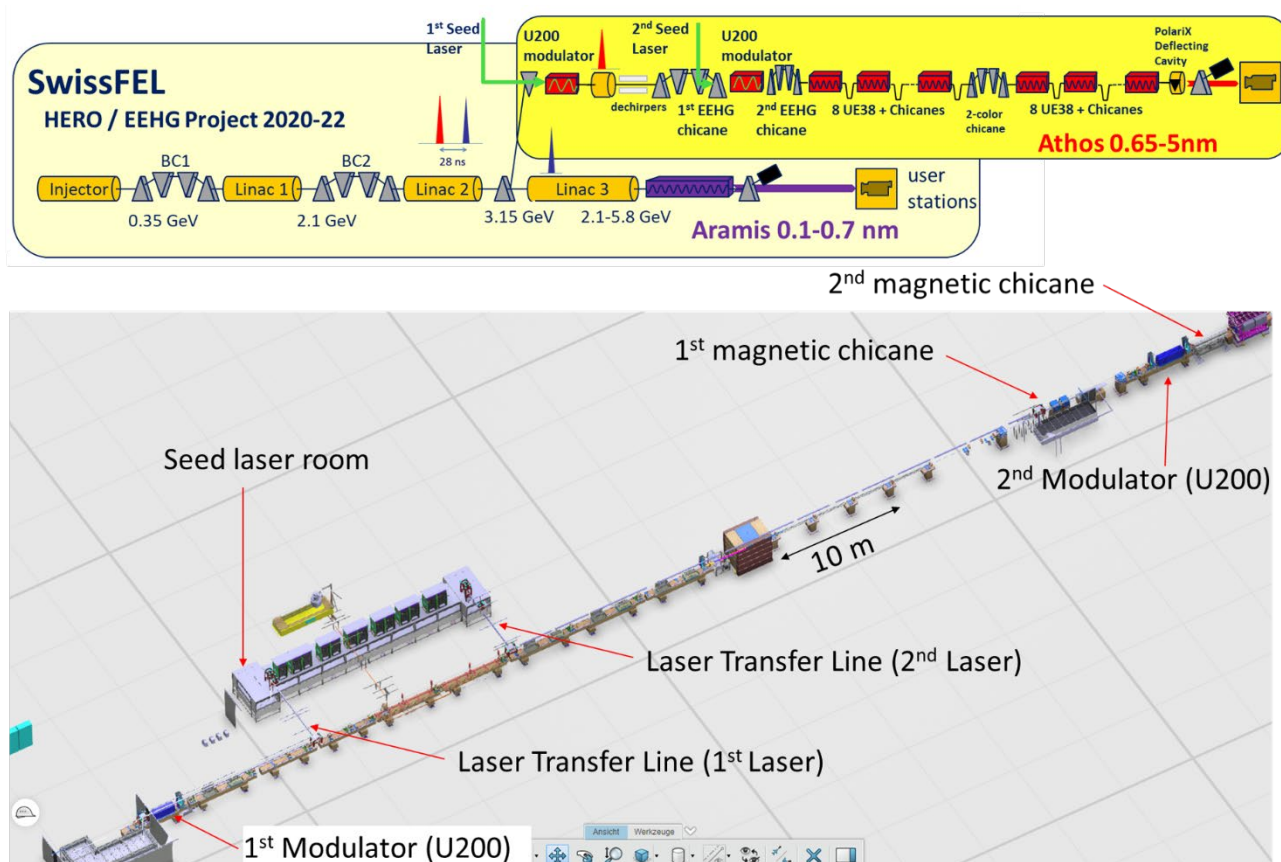 1st Seed
Laser
U200
modulator
2nd Seed
Laser
U200
modulator
PolariX
Deflecting
Cavity
SwissFEL
HERO / EEHG Project 2020-22
dechirpers
1st EEHG
chicane
2nd EEHG
chicane
8 UE38 + Chicanes
2-color
chicane
8 UE38 + Chicanes
Athos 0.65-5nm
28 ns
BC1
BC2
Injector
Linac 1
Linac 2
Linac 3
user
stations
0.35 GeV
2.1 GeV
3.15 GeV
2.1-5.8 GeV
Aramis 0.1-0.7 nm
2nd magnetic chicane
1st magnetic chicane
Seed laser room
2nd Modulator (U200)
10 m
Laser Transfer Line (2nd Laser)
Laser Transfer Line (1st Laser)
1st Modulator (U200)
Ansicht
Werkzeuge